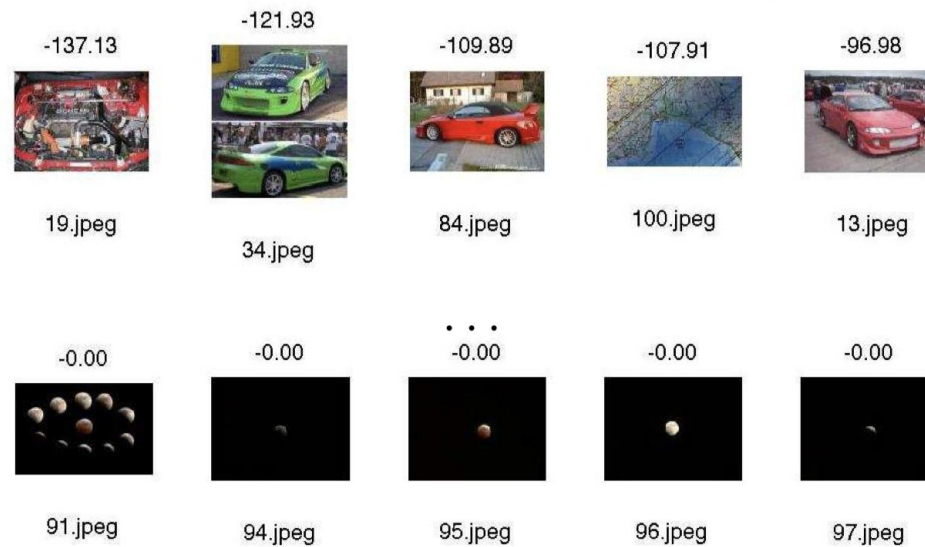 -137.13 -121.93 -109.89 -107.91 -96.98
19.jpeg 34.jpeg 84.jpeg 100.jpeg 13.jpeg
. . .
-0.00 -0.00 -0.00 -0.00 -0.00
91.jpeg 94.jpeg 95.jpeg 96.jpeg 97.jpeg